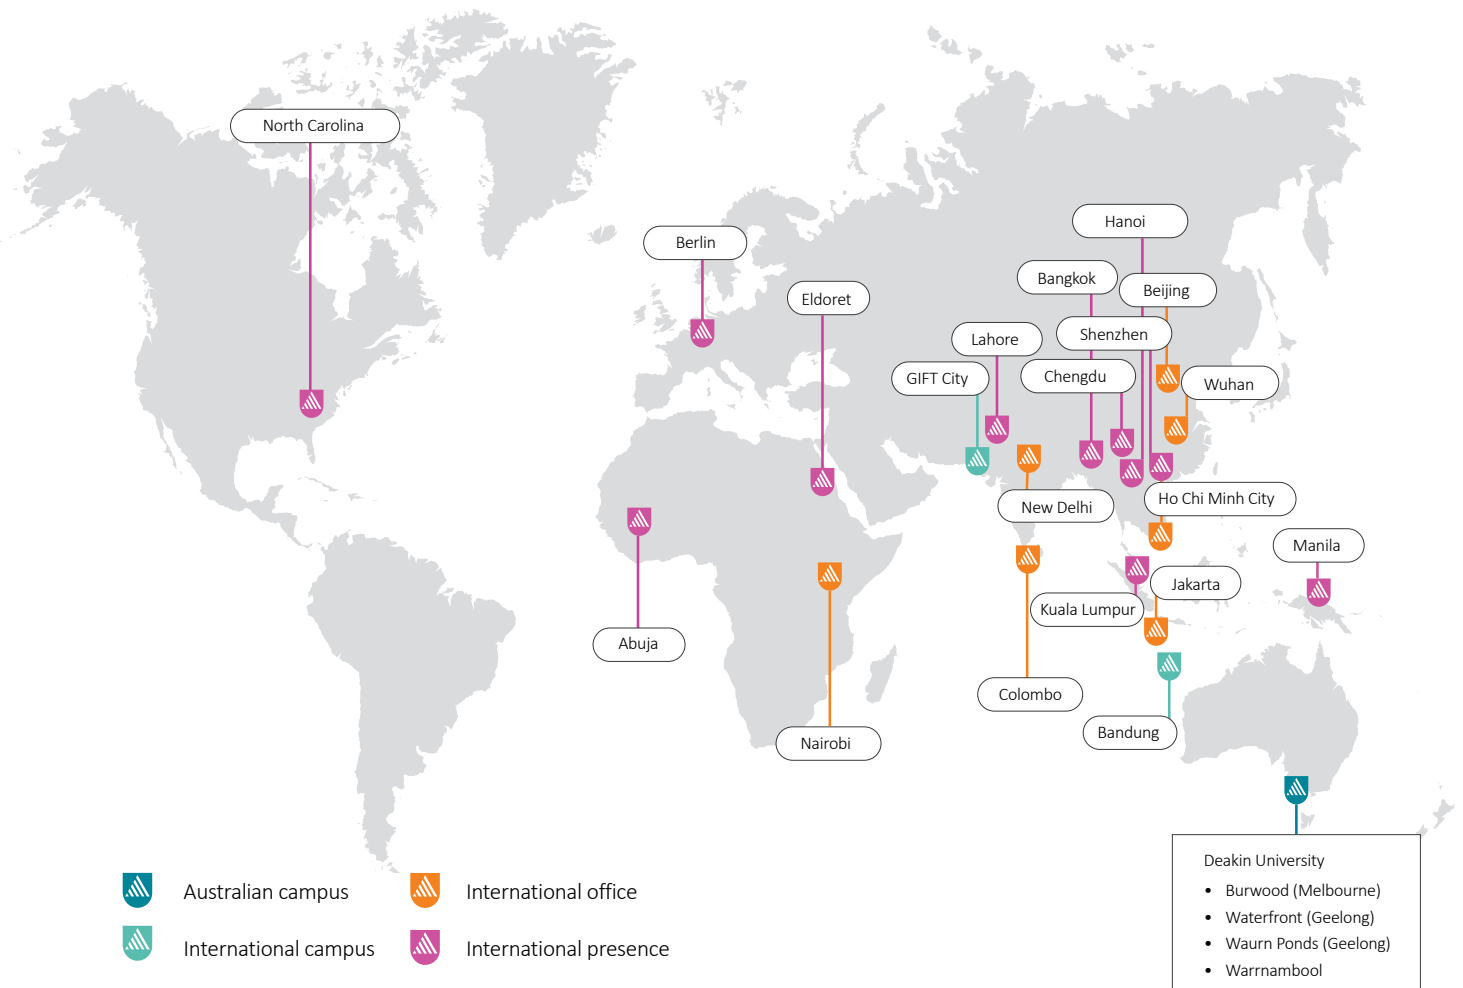 North Carolina
Hanoi
Berlin
Bangkok
Beijing
Eldoret
Shenzhen
Lahore
GIFT City
Chengdu
Wuhan
New Delhi
Ho Chi Minh City
Manila
Jakarta
Kuala Lumpur
Abuja
Colombo
Bandung
Nairobi
Deakin University
• Burwood (Melbourne)
• Waterfront (Geelong)
• Waurn Ponds (Geelong)
• Warrnambool
Australian campus
International office
International campus
International presence